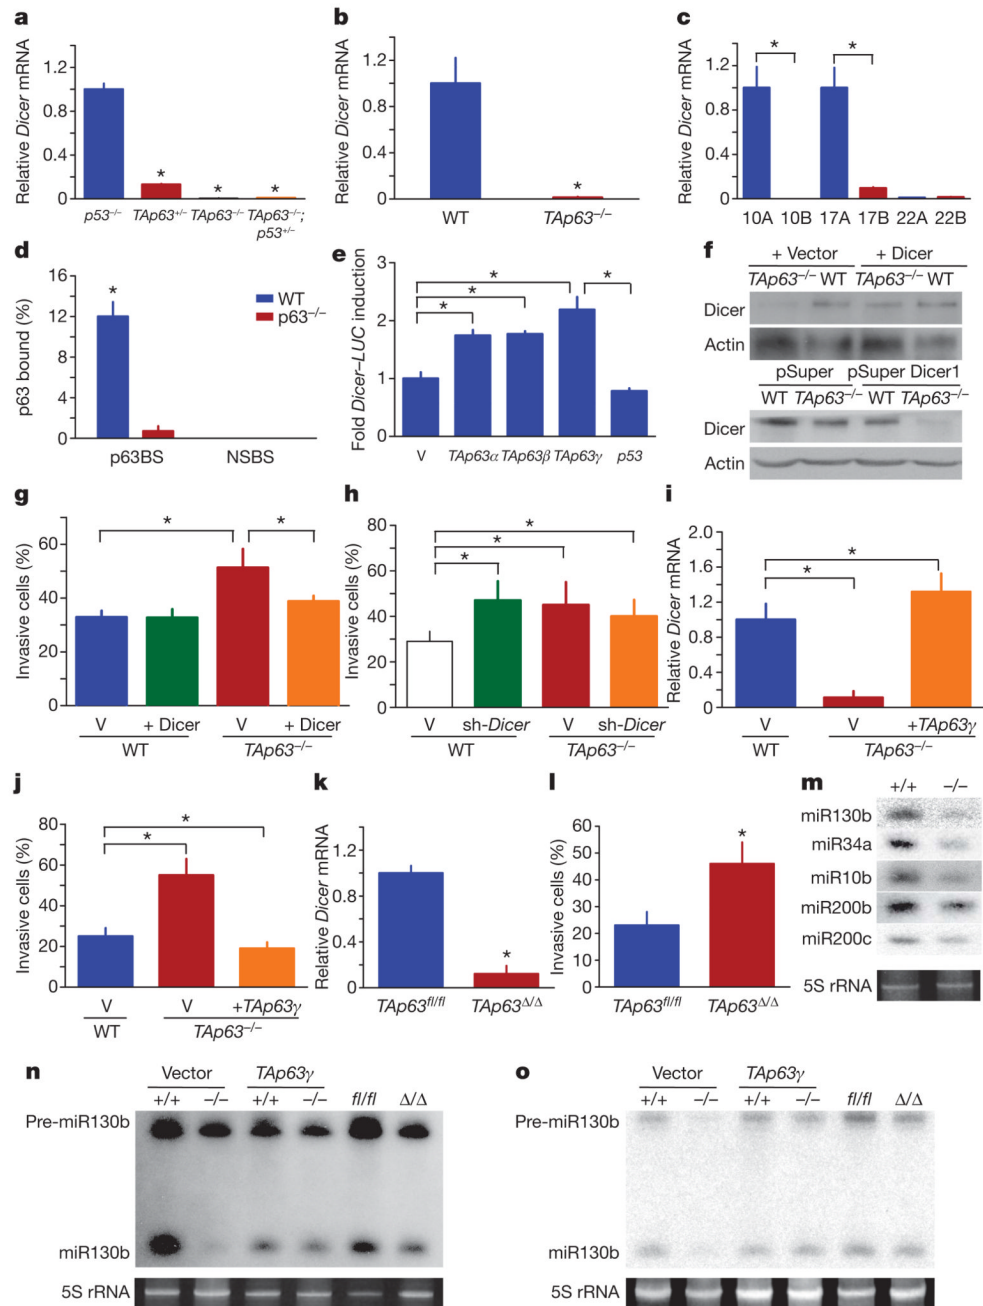 a
Relative Dicer mRNA
1.2
0.8
0.4
0
*
*
*
p53⁻/⁻
TAp63⁺/⁻
TAp63⁻/⁻
TAp63⁻/⁻;
p53⁺/⁻
b
Relative Dicer mRNA
1.2
0.8
0.4
0
*
WT
TAp63⁻/⁻
c
Relative Dicer mRNA
1.2
0.8
0.4
0
*
*
10A 10B 17A 17B 22A 22B
d
p63 bound (%)
16
12
8
4
0
*
WT
p63⁻/⁻
p63BS
NSBS
e
Fold Dicer–LUC induction
3
2
1
0
*
*
*
*
V
TAp63α
TAp63β
TAp63γ
p53
f
+ Vector
+ Dicer
TAp63⁻/⁻ WT
TAp63⁻/⁻ WT
Dicer
Actin
pSuper
pSuper Dicer1
WT TAp63⁻/⁻
WT TAp63⁻/⁻
Dicer
Actin
g
Invasive cells (%)
60
40
20
0
*
*
V
+ Dicer
V
+ Dicer
WT
TAp63⁻/⁻
h
Invasive cells (%)
80
60
40
20
0
*
*
*
V
sh-Dicer
V
sh-Dicer
WT
TAp63⁻/⁻
i
Relative Dicer mRNA
2.0
1.6
1.2
0.8
0.4
0
*
*
V
V
+TAp63γ
WT
TAp63⁻/⁻
j
Invasive cells (%)
80
60
40
20
0
*
*
V
V
+TAp63γ
WT
TAp63⁻/⁻
k
Relative Dicer mRNA
1.2
0.8
0.4
0
*
TAp63fl/fl
TAp63Δ/Δ
l
Invasive cells (%)
60
50
40
30
20
10
0
*
TAp63fl/fl
TAp63Δ/Δ
m
+/+
–/–
miR130b
miR34a
miR10b
miR200b
miR200c
5S rRNA
n
Vector
TAp63γ
+/+ –/– +/+ –/– fl/fl Δ/Δ
Pre-miR130b
miR130b
5S rRNA
o
Vector
TAp63γ
+/+ –/– +/+ –/– fl/fl Δ/Δ
Pre-miR130b
miR130b
5S rRNA